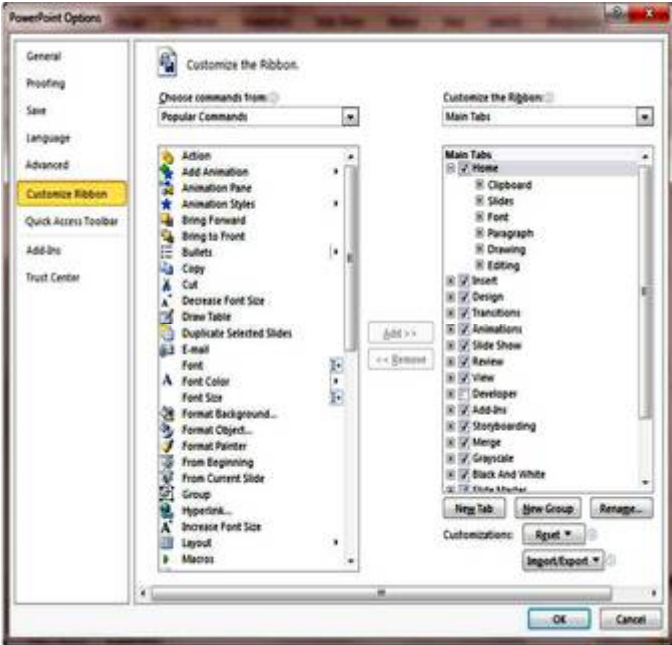 PowerPoint Options
General
Proofing
Save
Language
Advanced
Customize Ribbon
Quick Access Toolbar
Add-Ins
Trust Center
Customize the Ribbon.
Choose commands from:
Popular Commands
Action
Add Animation
Animation Pane
Animation Styles
Bring Forward
Bring to Front
Bullets
Copy
Cut
Decrease Font Size
Draw Table
Duplicate Selected Slides
E-mail
Font
Font Color
Font Size
Format Background...
Format Object...
Format Painter
From Beginning
From Current Slide
Group
Hyperlink...
Increase Font Size
Layout
Macros
Add >>
<< Remove
Customize the Ribbon:
Main Tabs
Main Tabs
Home
Clipboard
Slides
Font
Paragraph
Drawing
Editing
Insert
Design
Transitions
Animations
Slide Show
Review
View
Developer
Add-Ins
Storyboarding
Merge
Grayscale
Black And White
Slide Master
New Tab
New Group
Rename...
Customizations:
Reset
Import/Export
OK
Cancel